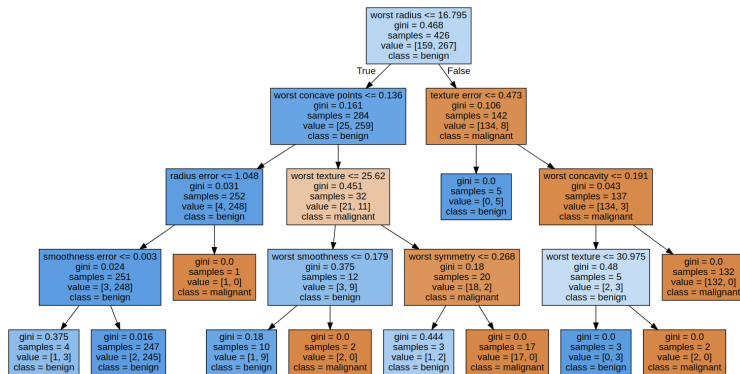 worst radius <= 16.795
gini = 0.468
samples = 426
value = [159, 267]
class = benign
True
False
worst concave points <= 0.136
gini = 0.161
samples = 284
value = [25, 259]
class = benign
texture error <= 0.473
gini = 0.106
samples = 142
value = [134, 8]
class = malignant
radius error <= 1.048
gini = 0.031
samples = 252
value = [4, 248]
class = benign
worst texture <= 25.62
gini = 0.451
samples = 32
value = [21, 11]
class = malignant
gini = 0.0
samples = 5
value = [0, 5]
class = benign
worst concavity <= 0.191
gini = 0.043
samples = 137
value = [134, 3]
class = malignant
smoothness error <= 0.003
gini = 0.024
samples = 251
value = [3, 248]
class = benign
gini = 0.0
samples = 1
value = [1, 0]
class = malignant
worst smoothness <= 0.179
gini = 0.375
samples = 12
value = [3, 9]
class = benign
worst symmetry <= 0.268
gini = 0.18
samples = 20
value = [18, 2]
class = malignant
worst texture <= 30.975
gini = 0.48
samples = 5
value = [2, 3]
class = benign
gini = 0.0
samples = 132
value = [132, 0]
class = malignant
gini = 0.375
samples = 4
value = [1, 3]
class = benign
gini = 0.016
samples = 247
value = [2, 245]
class = benign
gini = 0.18
samples = 10
value = [1, 9]
class = benign
gini = 0.0
samples = 2
value = [2, 0]
class = malignant
gini = 0.444
samples = 3
value = [1, 2]
class = benign
gini = 0.0
samples = 17
value = [17, 0]
class = malignant
gini = 0.0
samples = 3
value = [0, 3]
class = benign
gini = 0.0
samples = 2
value = [2, 0]
class = malignant